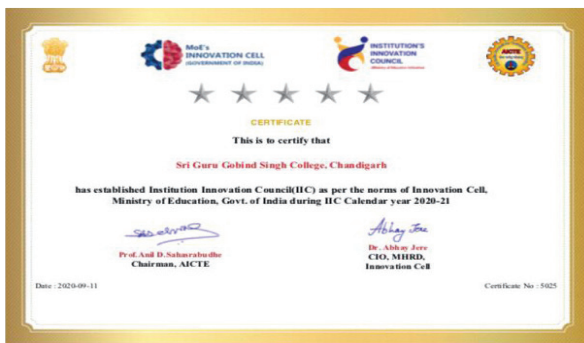 MoE's
INNOVATION CELL
(GOVERNMENT OF INDIA)
INSTITUTION'S
INNOVATION
COUNCIL
AICTE
CERTIFICATE
This is to certify that
Sri Guru Gobind Singh College, Chandigarh
has established Institution Innovation Council(IIC) as per the norms of Innovation Cell,
Ministry of Education, Govt. of India during IIC Calendar year 2020-21
Abhay Jere
Prof. Anil D. Sahasrabudhe
Chairman, AICTE
Dr. Abhay Jere
CIO, MHRD,
Innovation Cell
Date : 2020-09-11
Certificate No : 5025